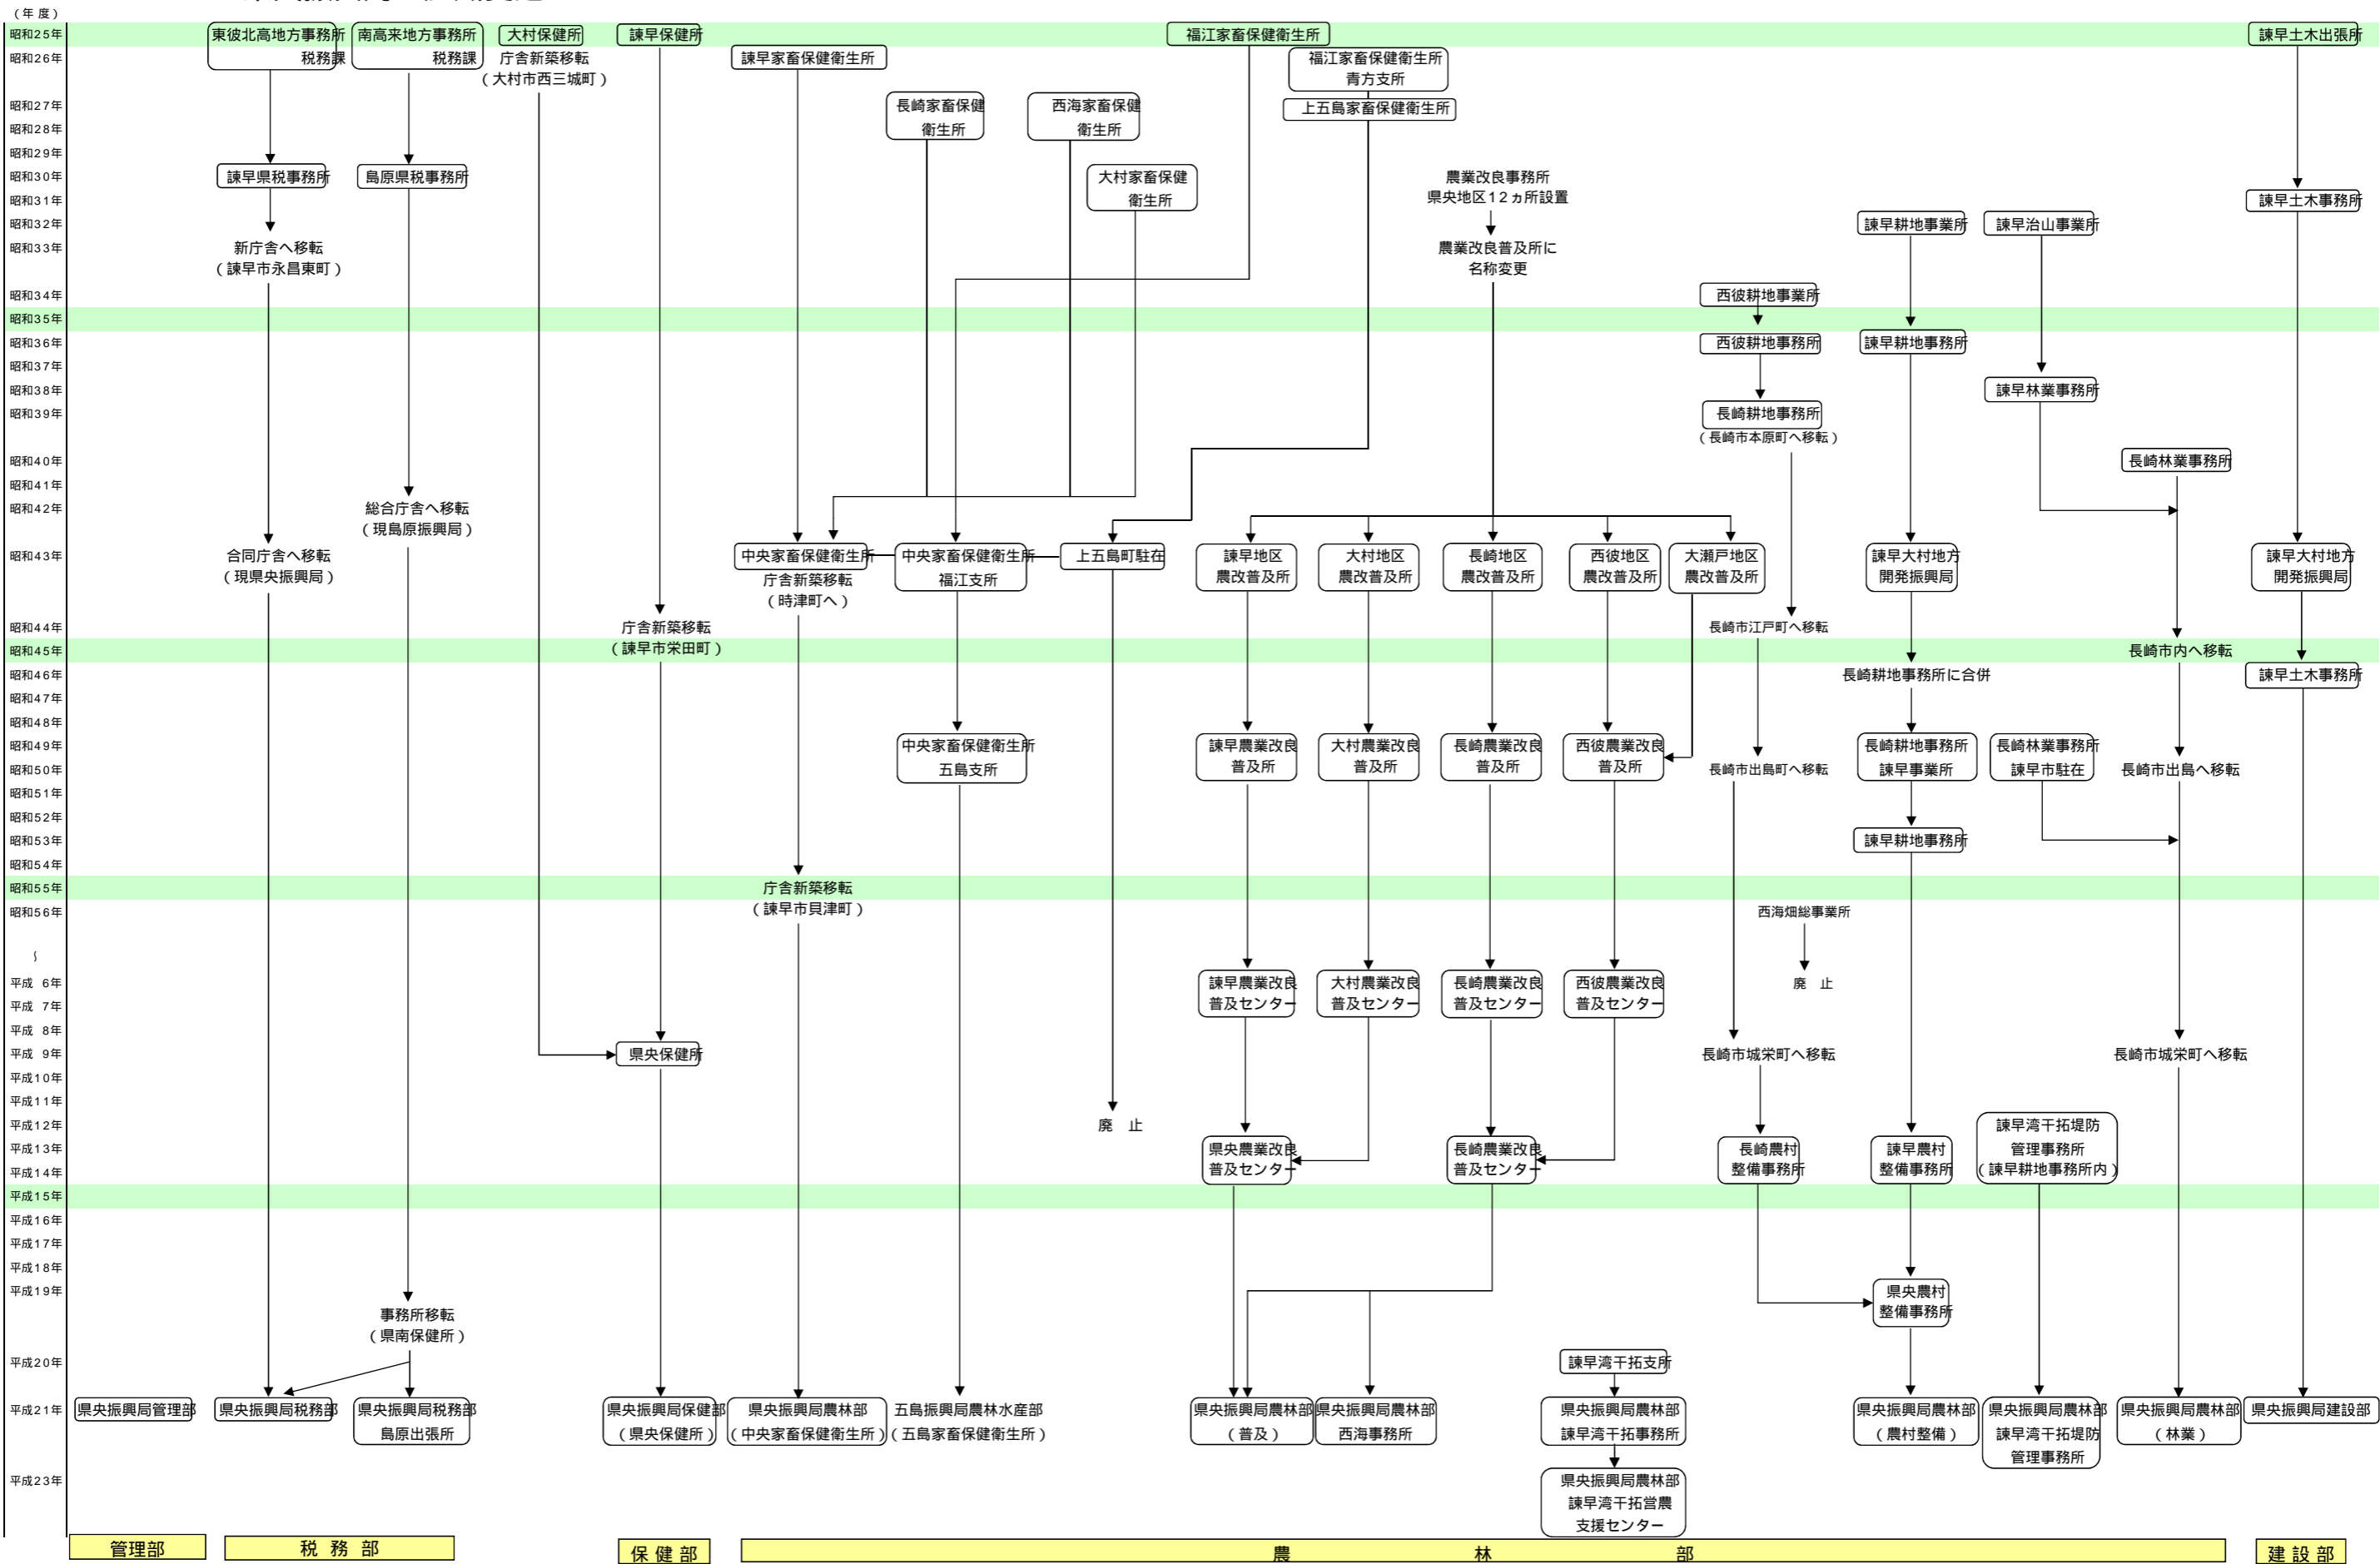 （年 度）
昭和25年
東彼北高地方事務所
税務課
南高来地方事務所
税務課
大村保健所
諫早保健所
福江家畜保健衛生所
諫早土木出張所
昭和26年
庁舎新築移転
（大村市西三城町）
諫早家畜保健衛生所
福江家畜保健衛生所
青方支所
昭和27年
長崎家畜保健
衛生所
西海家畜保健
衛生所
上五島家畜保健衛生所
昭和28年
昭和29年
昭和30年
諫早県税事務所
島原県税事務所
大村家畜保健
衛生所
農業改良事務所
県央地区12ヵ所設置
昭和31年
諫早土木事務所
昭和32年
諫早耕地事業所
諫早治山事業所
昭和33年
新庁舎へ移転
（諫早市永昌東町）
農業改良普及所に
名称変更
昭和34年
西彼耕地事業所
昭和35年
昭和36年
西彼耕地事務所
諫早耕地事務所
昭和37年
昭和38年
諫早林業事務所
昭和39年
長崎耕地事務所
（長崎市本原町へ移転）
昭和40年
長崎林業事務所
昭和41年
昭和42年
総合庁舎へ移転
（現島原振興局）
昭和43年
合同庁舎へ移転
（現県央振興局）
中央家畜保健衛生所
庁舎新築移転
（時津町へ）
中央家畜保健衛生所
福江支所
上五島町駐在
諫早地区
農改普及所
大村地区
農改普及所
長崎地区
農改普及所
西彼地区
農改普及所
大瀬戸地区
農改普及所
諫早大村地方
開発振興局
諫早大村地方
開発振興局
昭和44年
庁舎新築移転
（諫早市栄田町）
長崎市江戸町へ移転
昭和45年
長崎市内へ移転
昭和46年
長崎耕地事務所に合併
諫早土木事務所
昭和47年
昭和48年
昭和49年
中央家畜保健衛生所
五島支所
諫早農業改良
普及所
大村農業改良
普及所
長崎農業改良
普及所
西彼農業改良
普及所
長崎耕地事務所
諫早事業所
長崎林業事務所
諫早市駐在
昭和50年
長崎市出島町へ移転
長崎市出島へ移転
昭和51年
昭和52年
昭和53年
諫早耕地事務所
昭和54年
昭和55年
庁舎新築移転
（諫早市貝津町）
昭和56年
西海畑総事業所
〜
平成 6年
諫早農業改良
普及センター
大村農業改良
普及センター
長崎農業改良
普及センター
西彼農業改良
普及センター
廃 止
平成 7年
平成 8年
平成 9年
県央保健所
長崎市城栄町へ移転
長崎市城栄町へ移転
平成10年
平成11年
平成12年
廃 止
諫早湾干拓堤防
管理事務所
（諫早耕地事務所内）
平成13年
県央農業改良
普及センター
長崎農業改良
普及センター
長崎農村
整備事務所
諫早農村
整備事務所
平成14年
平成15年
平成16年
平成17年
平成18年
平成19年
事務所移転
（県南保健所）
県央農村
整備事務所
平成20年
諫早湾干拓支所
平成21年
県央振興局管理部
県央振興局税務部
県央振興局税務部
島原出張所
県央振興局保健部
（県央保健所）
県央振興局農林部
（中央家畜保健衛生所）
五島振興局農林水産部
（五島家畜保健衛生所）
県央振興局農林部
（普及）
県央振興局農林部
西海事務所
県央振興局農林部
諫早湾干拓事務所
県央振興局農林部
（農村整備）
県央振興局農林部
諫早湾干拓堤防
管理事務所
県央振興局農林部
（林業）
県央振興局建設部
平成23年
県央振興局農林部
諫早湾干拓営農
支援センター
管理部
税 務 部
保 健 部
農 林 部
建 設 部